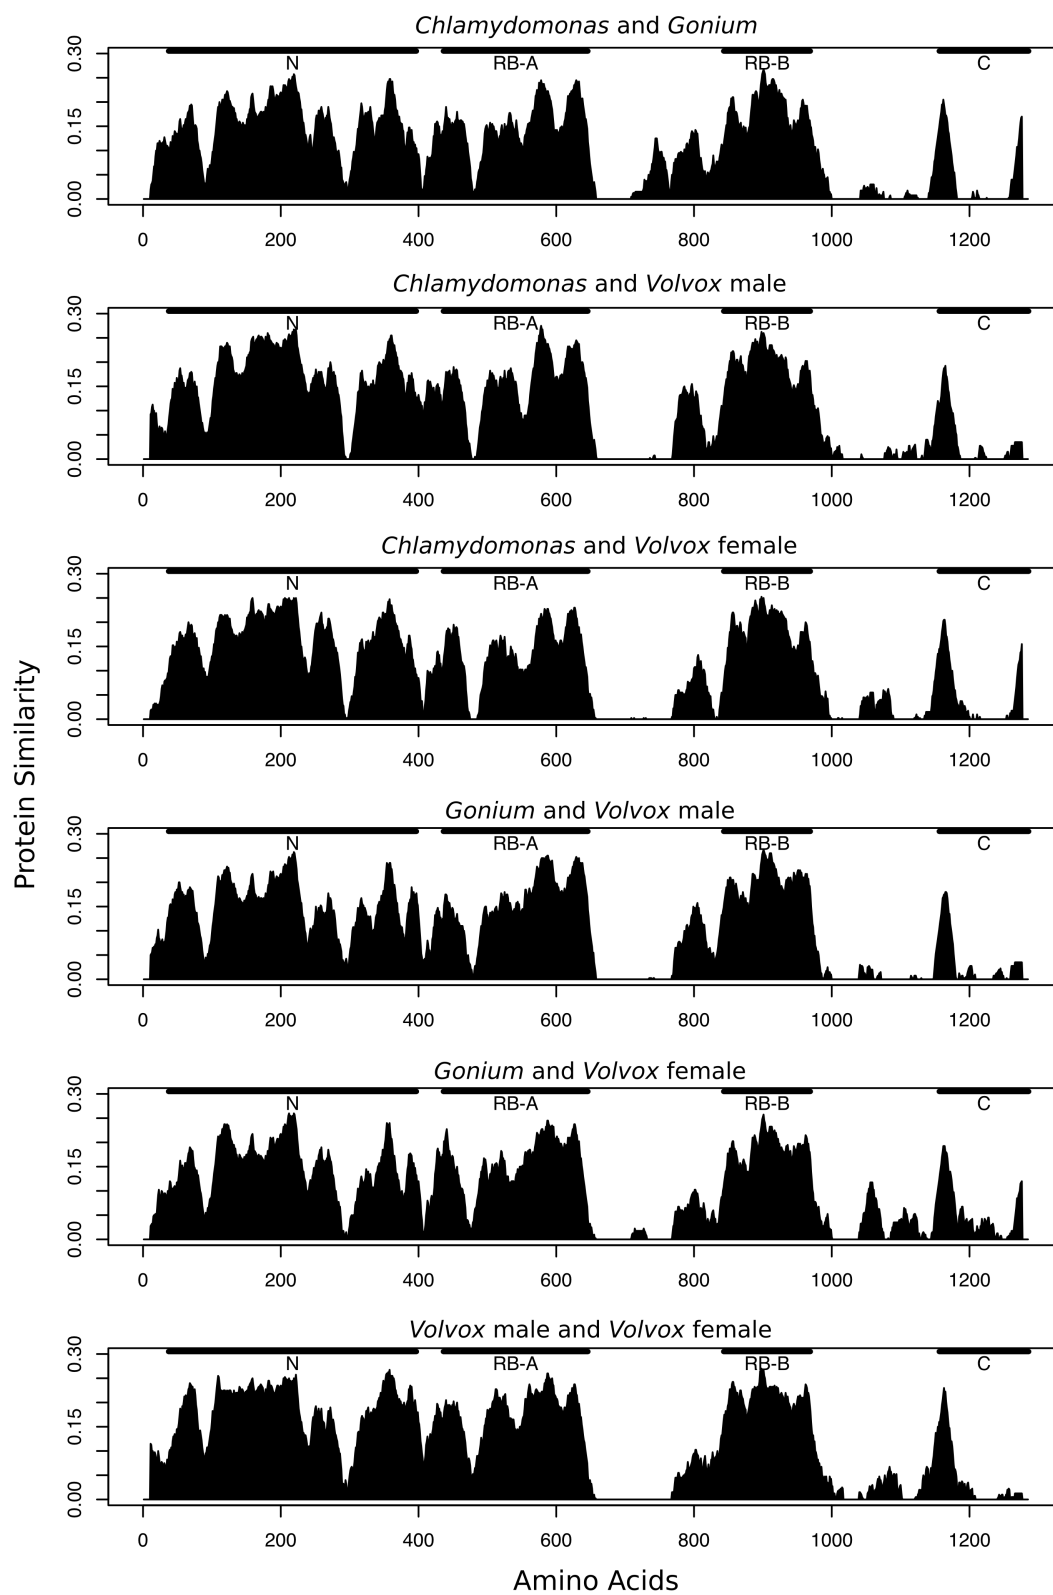 Chlamydomonas and Gonium
0.30
N RB-A RB-B C
0.15
0.00
0 200 400 600 800 1000 1200
Chlamydomonas and Volvox male
0.30
N RB-A RB-B C
0.15
0.00
0 200 400 600 800 1000 1200
Chlamydomonas and Volvox female
0.30
N RB-A RB-B C
0.15
0.00
0 200 400 600 800 1000 1200
Protein Similarity
Gonium and Volvox male
0.30
N RB-A RB-B C
0.15
0.00
0 200 400 600 800 1000 1200
Gonium and Volvox female
0.30
N RB-A RB-B C
0.15
0.00
0 200 400 600 800 1000 1200
Volvox male and Volvox female
0.30
N RB-A RB-B C
0.15
0.00
0 200 400 600 800 1000 1200
Amino Acids